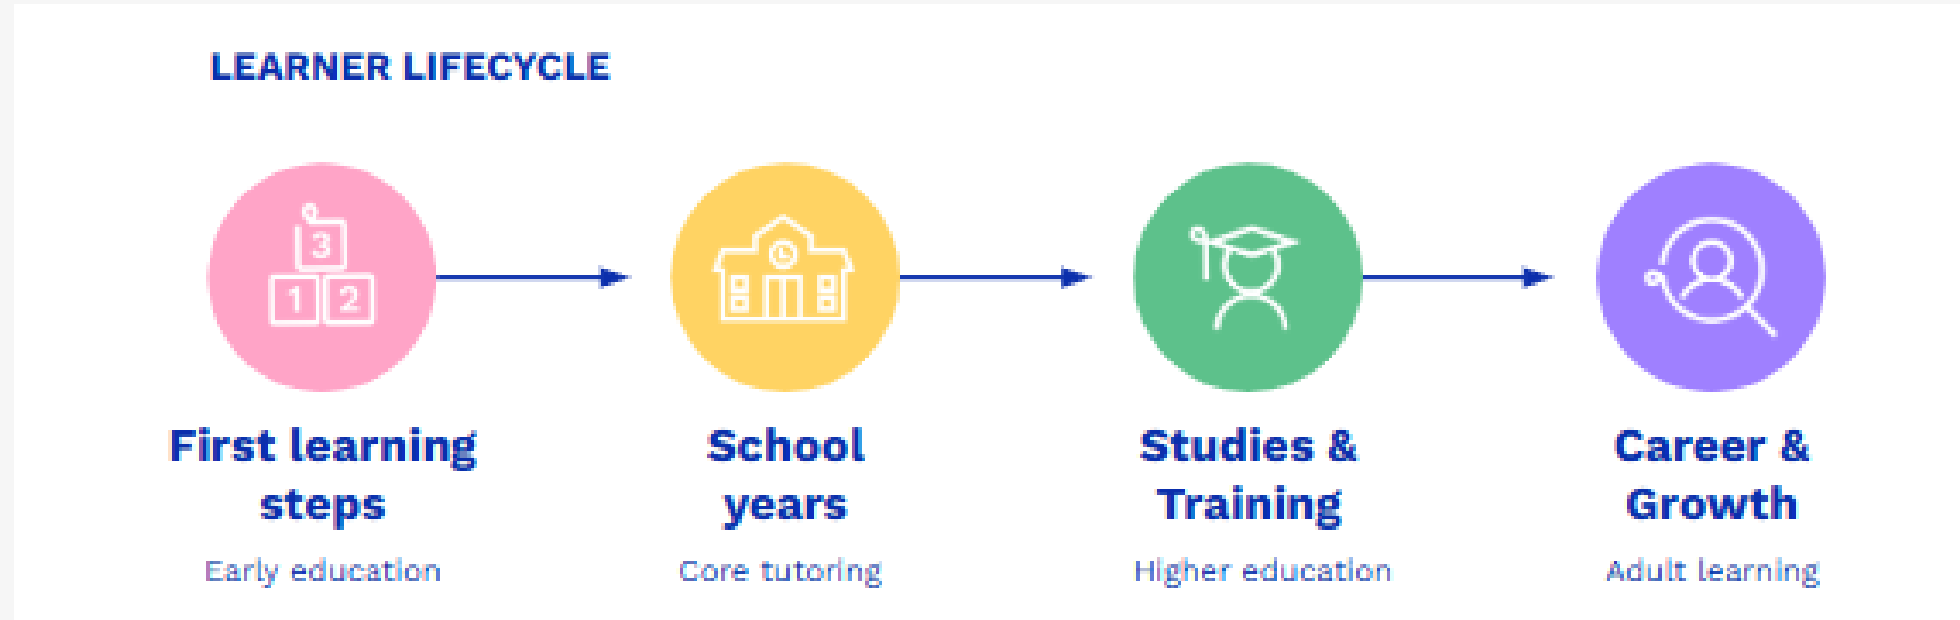 LEARNER LIFECYCLE
3
1 2
First learning
steps
Early education
School
years
Core tutoring
Studies &
Training
Higher education
Career &
Growth
Adult learning